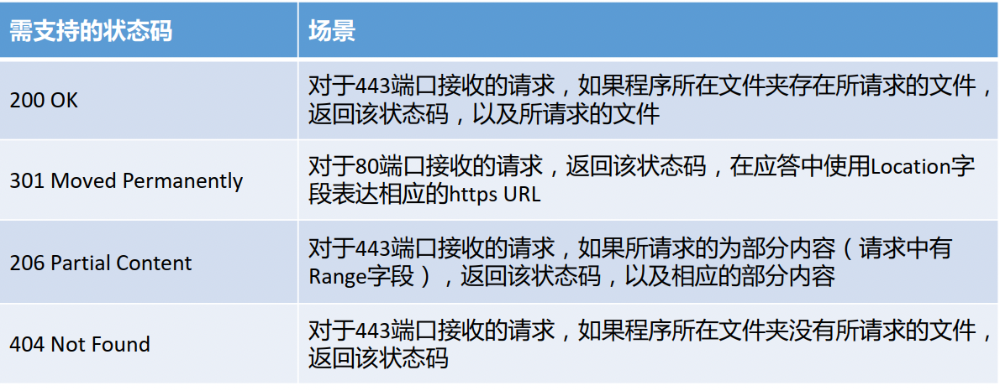 需支持的状态码
场景
200 OK
对于443端口接收的请求，如果程序所在文件夹存在所请求的文件，
返回该状态码，以及所请求的文件
301 Moved Permanently
对于80端口接收的请求，返回该状态码，在应答中使用Location字
段表达相应的https URL
206 Partial Content
对于443端口接收的请求，如果所请求的为部分内容（请求中有
Range字段），返回该状态码，以及相应的部分内容
404 Not Found
对于443端口接收的请求，如果程序所在文件夹没有所请求的文件，
返回该状态码